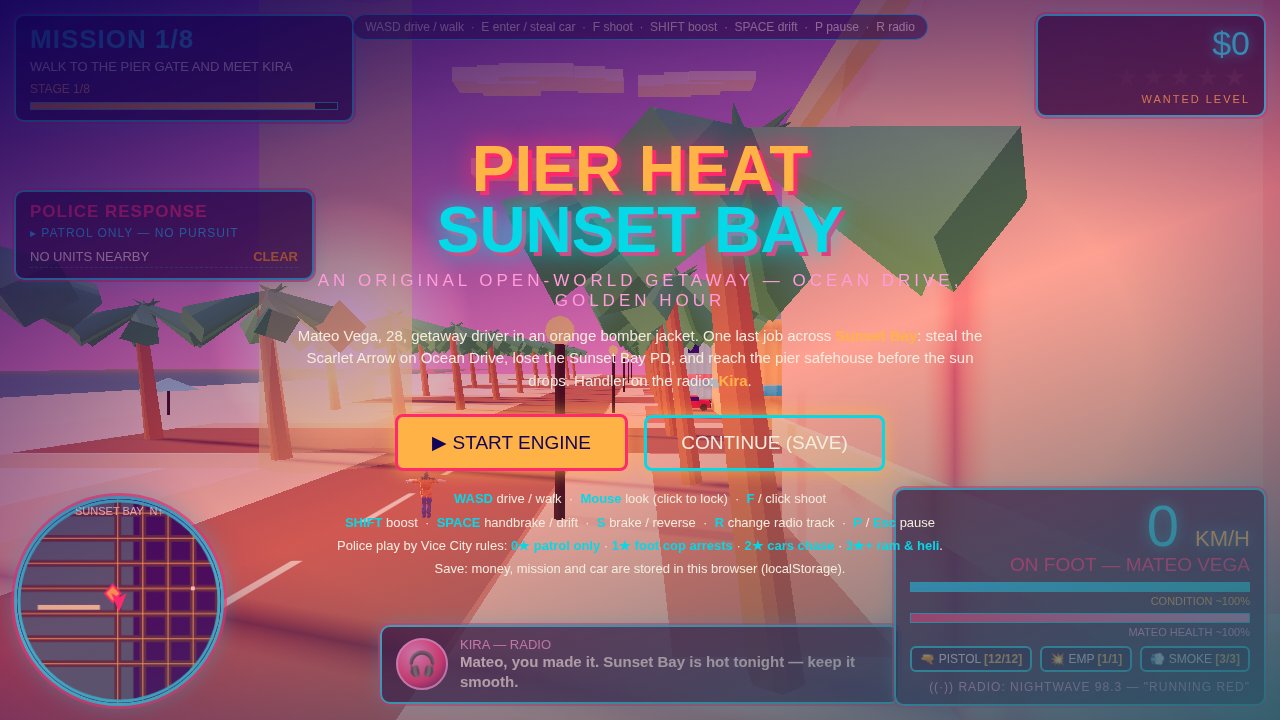 MISSION 1/8
WALK TO THE PIER GATE AND MEET KIRA
STAGE 1/8
WASD drive / walk · E enter / steal car · F shoot · SHIFT boost · SPACE drift · P pause · R radio
$0
★★★★★
WANTED LEVEL
POLICE RESPONSE
▸ PATROL ONLY — NO PURSUIT
NO UNITS NEARBY CLEAR
PIER HEAT
SUNSET BAY
AN ORIGINAL OPEN-WORLD GETAWAY — OCEAN DRIVE,
GOLDEN HOUR
Mateo Vega, 28, getaway driver in an orange bomber jacket. One last job across Sunset Bay: steal the
Scarlet Arrow on Ocean Drive, lose the Sunset Bay PD, and reach the pier safehouse before the sun
drops. Handler on the radio: Kira.
▶ START ENGINE
CONTINUE (SAVE)
WASD drive / walk · Mouse look (click to lock) · F / click shoot
SHIFT boost · SPACE handbrake / drift · S brake / reverse · R change radio track · P / Esc pause
Police play by Vice City rules: 0★ patrol only · 1★ foot cop arrests · 2★ cars chase · 3★+ ram & heli.
Save: money, mission and car are stored in this browser (localStorage).
SUNSET BAY N↑
KIRA — RADIO
Mateo, you made it. Sunset Bay is hot tonight — keep it
smooth.
0 KM/H
ON FOOT — MATEO VEGA
CONDITION ~100%
MATEO HEALTH ~100%
🔫 PISTOL [12/12] 💥 EMP [1/1] 💨 SMOKE [3/3]
((·)) RADIO: NIGHTWAVE 98.3 — "RUNNING RED"